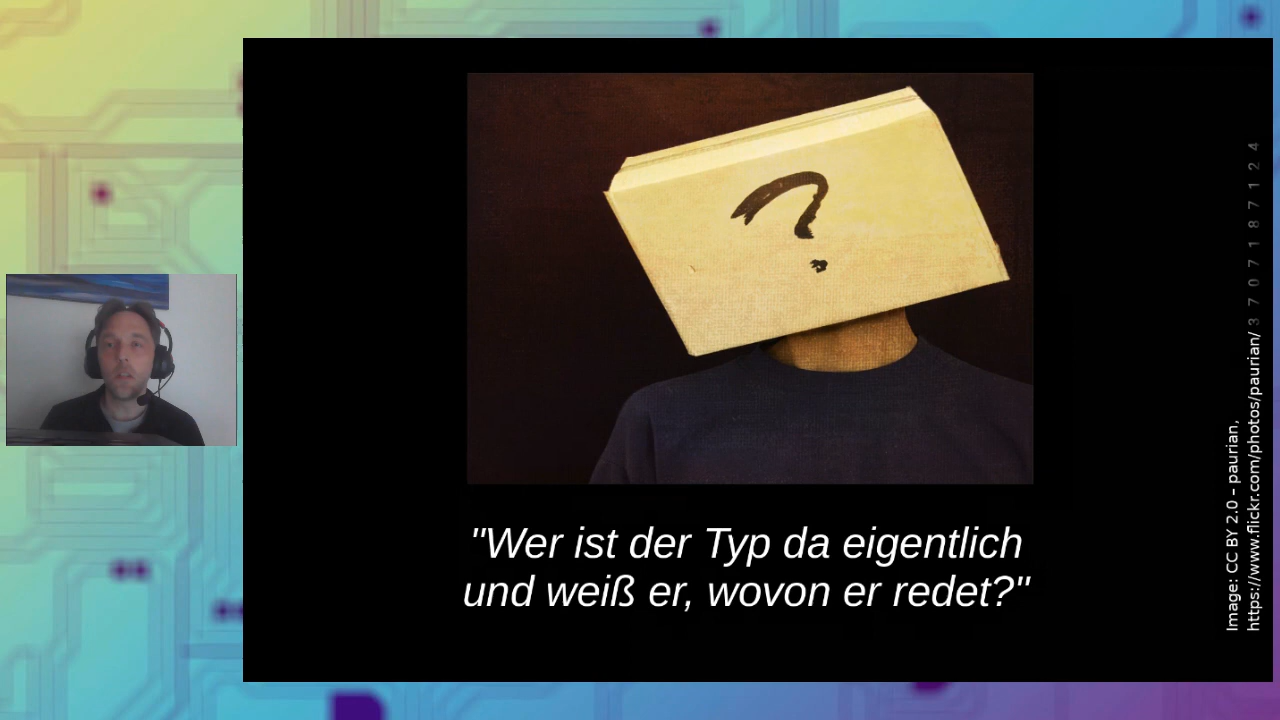 "Wer ist der Typ da eigentlich
und weiß er, wovon er redet?"
Image: CC BY 2.0 – paurian,
https://www.flickr.com/photos/paurian/3707187124
?